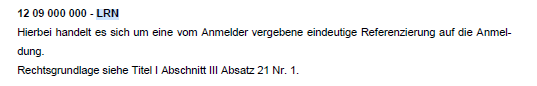 12 09 000 000 - LRN
Hierbei handelt es sich um eine vom Anmelder vergebene eindeutige Referenzierung auf die Anmel-
dung.
Rechtsgrundlage siehe Titel I Abschnitt III Absatz 21 Nr. 1.